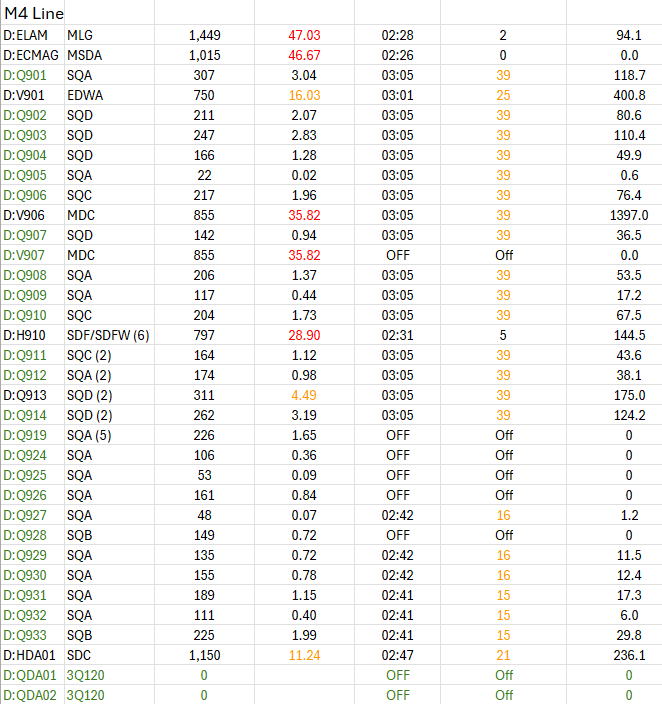 M4 Line
D:ELAM MLG 1,449 47.03 02:28 2 94.1
D:ECMAG MSDA 1,015 46.67 02:26 0 0.0
D:Q901 SQA 307 3.04 03:05 39 118.7
D:V901 EDWA 750 16.03 03:01 25 400.8
D:Q902 SQD 211 2.07 03:05 39 80.6
D:Q903 SQD 247 2.83 03:05 39 110.4
D:Q904 SQD 166 1.28 03:05 39 49.9
D:Q905 SQA 22 0.02 03:05 39 0.6
D:Q906 SQC 217 1.96 03:05 39 76.4
D:V906 MDC 855 35.82 03:05 39 1397.0
D:Q907 SQD 142 0.94 03:05 39 36.5
D:V907 MDC 855 35.82 OFF Off 0.0
D:Q908 SQA 206 1.37 03:05 39 53.5
D:Q909 SQA 117 0.44 03:05 39 17.2
D:Q910 SQC 204 1.73 03:05 39 67.5
D:H910 SDF/SDFW (6) 797 28.90 02:31 5 144.5
D:Q911 SQC (2) 164 1.12 03:05 39 43.6
D:Q912 SQA (2) 174 0.98 03:05 39 38.1
D:Q913 SQD (2) 311 4.49 03:05 39 175.0
D:Q914 SQD (2) 262 3.19 03:05 39 124.2
D:Q919 SQA (5) 226 1.65 OFF Off 0
D:Q924 SQA 106 0.36 OFF Off 0
D:Q925 SQA 53 0.09 OFF Off 0
D:Q926 SQA 161 0.84 OFF Off 0
D:Q927 SQA 48 0.07 02:42 16 1.2
D:Q928 SQB 149 0.72 OFF Off 0
D:Q929 SQA 135 0.72 02:42 16 11.5
D:Q930 SQA 155 0.78 02:42 16 12.4
D:Q931 SQA 189 1.15 02:41 15 17.3
D:Q932 SQA 111 0.40 02:41 15 6.0
D:Q933 SQB 225 1.99 02:41 15 29.8
D:HDA01 SDC 1,150 11.24 02:47 21 236.1
D:QDA01 3Q120 0 OFF Off 0
D:QDA02 3Q120 0 OFF Off 0